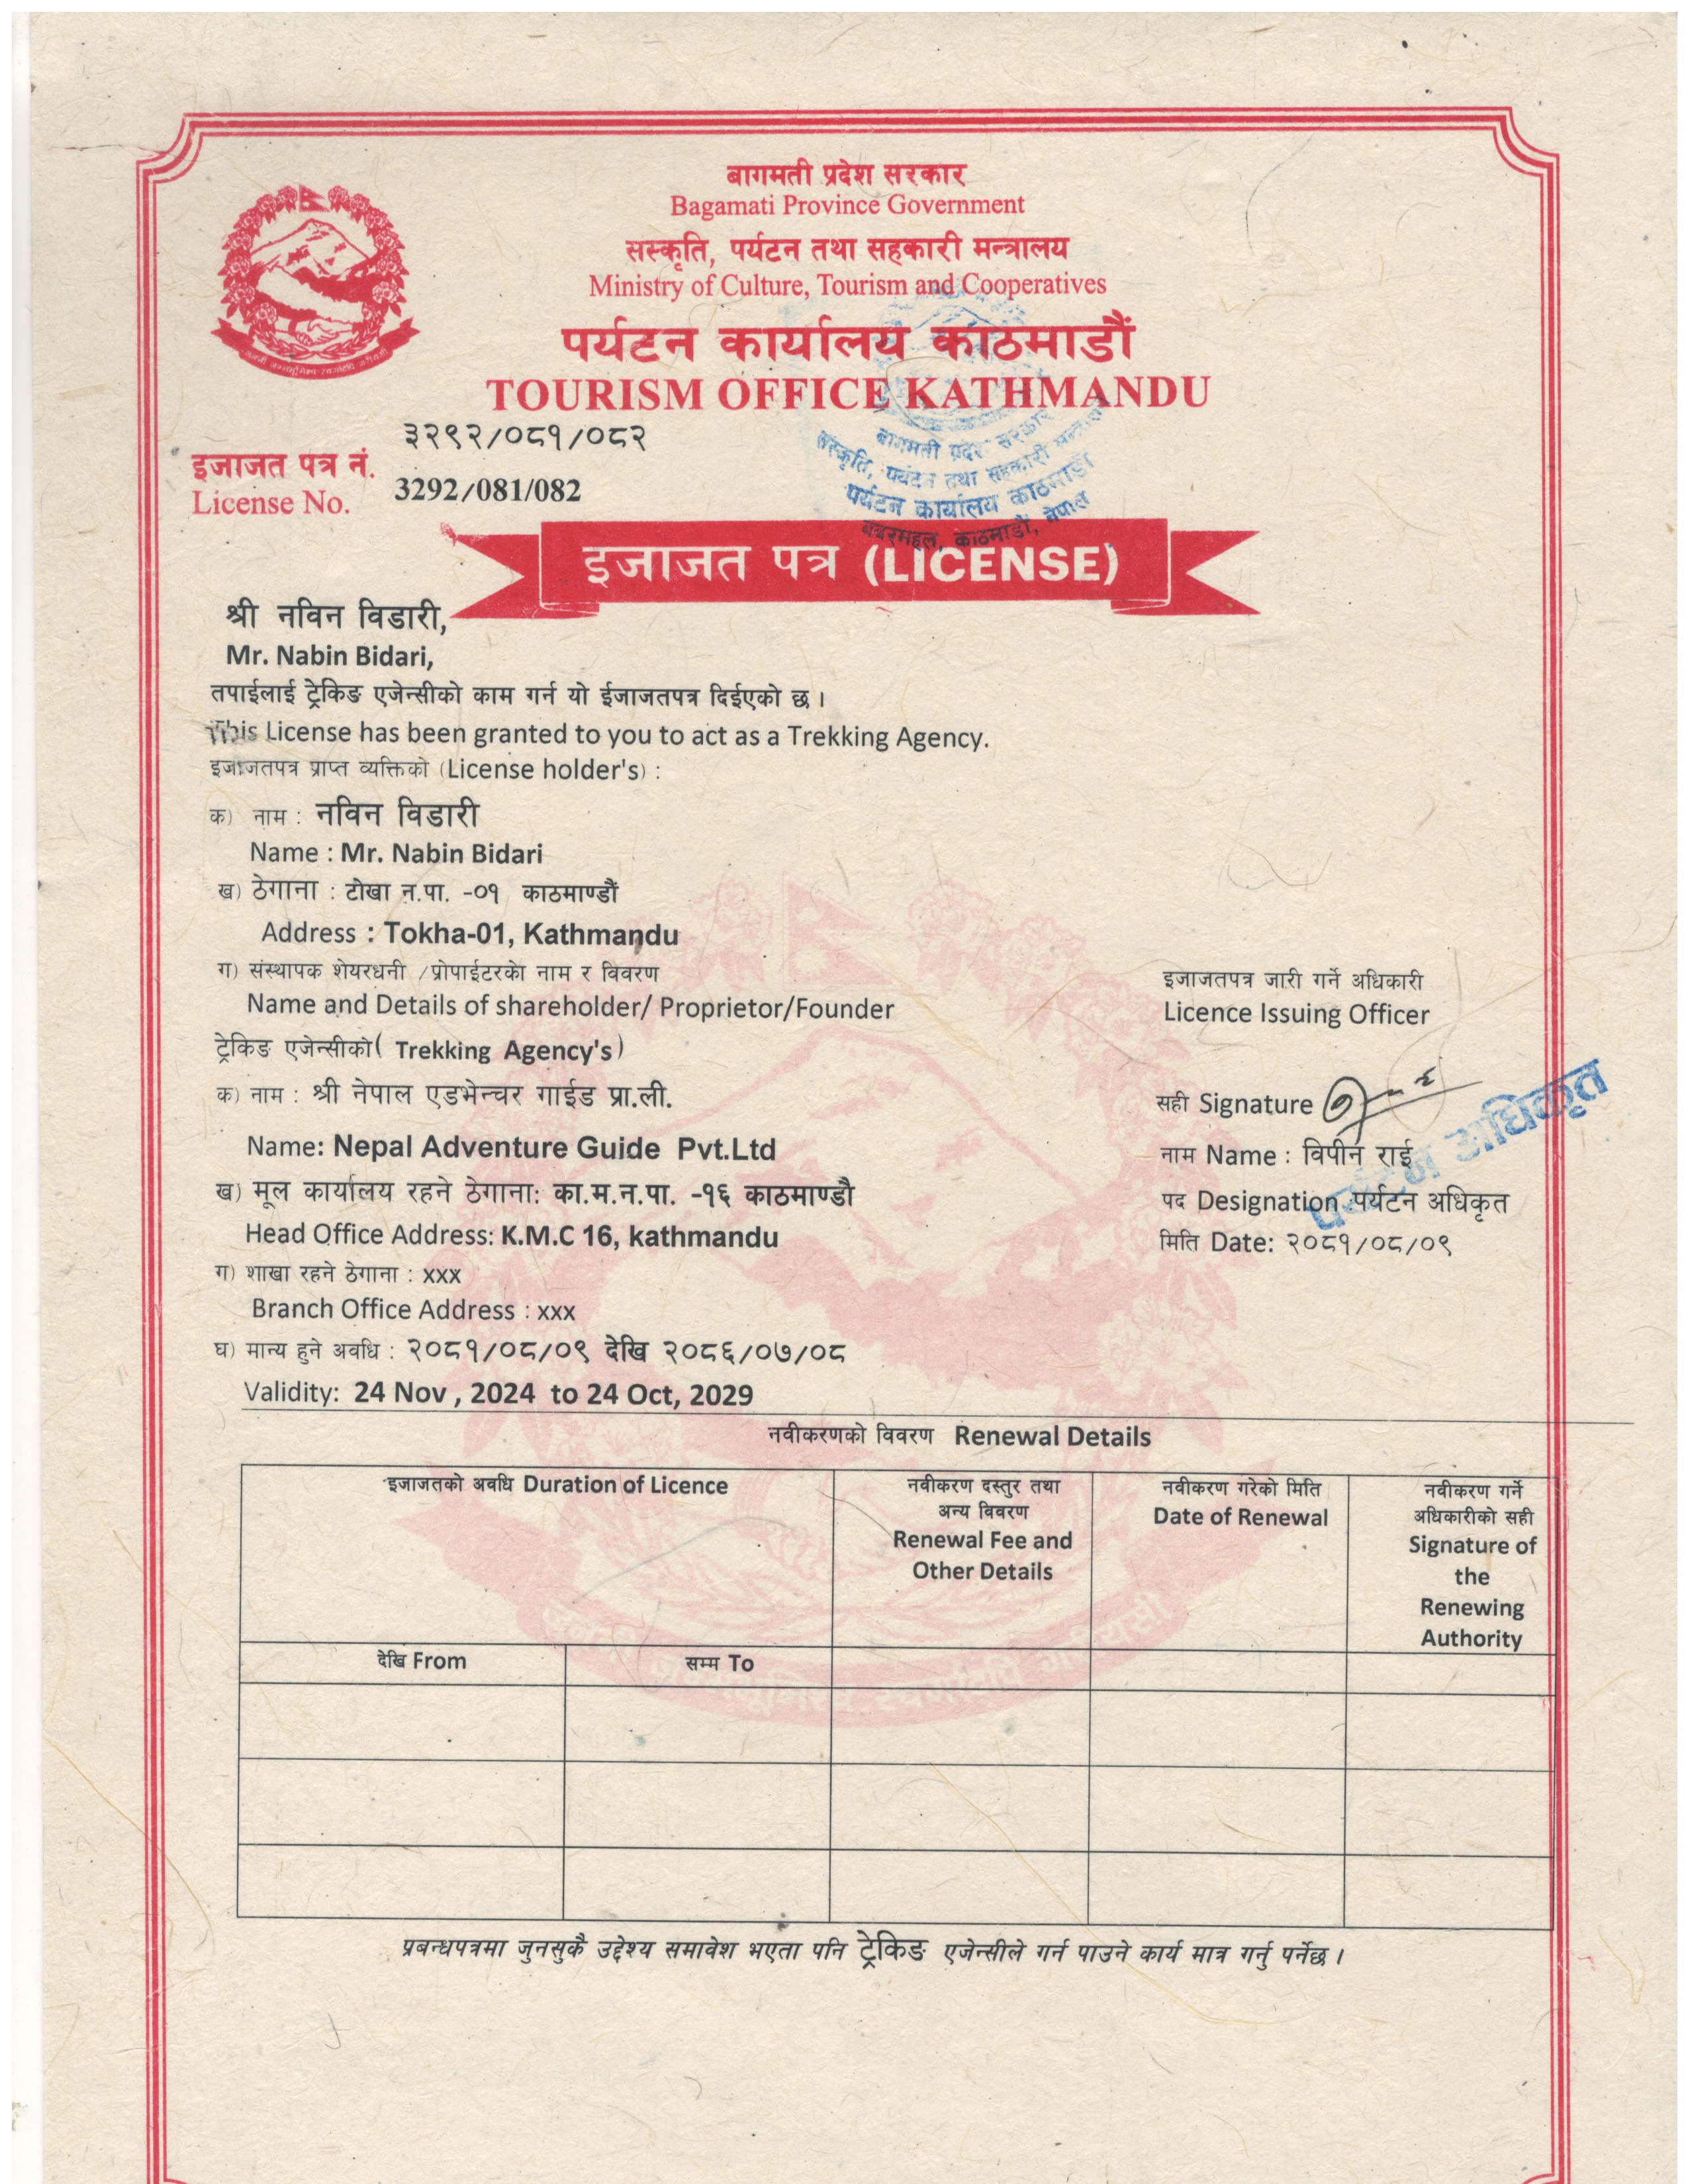 बागमती प्रदेश सरकार
Bagamati Province Government
सस्कृति, पर्यटन तथा सहकारी मन्त्रालय
Ministry of Culture, Tourism and Cooperatives
पर्यटन कार्यालय काठमाडौं
TOURISM OFFICE KATHMANDU
३२९२/०८१/०८२
इजाजत पत्र नं.
License No. 3292/081/082
बागमती प्रदेश सरकार
संस्कृति, पर्यटन तथा सहकारी मन्त्रालय
पर्यटन कार्यालय काठमाडौं
बबरमहल, काठमाडौं, नेपाल
इजाजत पत्र (LICENSE)
श्री नविन विडारी,
Mr. Nabin Bidari,
तपाईलाई ट्रेकिङ एजेन्सीको काम गर्न यो ईजाजतपत्र दिईएको छ ।
This License has been granted to you to act as a Trekking Agency.
इजाजतपत्र प्राप्त व्यक्तिको (License holder's) :
क) नाम : नविन विडारी
Name : Mr. Nabin Bidari
ख) ठेगाना : टोखा न.पा. -०१ काठमाण्डौं
Address : Tokha-01, Kathmandu
ग) संस्थापक शेयरधनी /प्रोपाईटरको नाम र विवरण
Name and Details of shareholder/ Proprietor/Founder
ट्रेकिङ एजेन्सीको( Trekking Agency's)
क) नाम : श्री नेपाल एडभेन्चर गाईड प्रा.ली.
Name: Nepal Adventure Guide Pvt.Ltd
ख) मूल कार्यालय रहने ठेगाना: का.म.न.पा. -१६ काठमाण्डौ
Head Office Address: K.M.C 16, kathmandu
ग) शाखा रहने ठेगाना : xxx
Branch Office Address : xxx
घ) मान्य हुने अवधि : २०८१/०८/०९ देखि २०८६/०७/०८
Validity: 24 Nov , 2024 to 24 Oct, 2029
इजाजतपत्र जारी गर्ने अधिकारी
Licence Issuing Officer
सही Signature
नाम Name : विपीन राई
पद Designation पर्यटन अधिकृत
मिति Date: २०८१/०८/०९
पर्यटन अधिकृत
नवीकरणको विवरण Renewal Details
इजाजतको अवधि Duration of Licence
नवीकरण दस्तुर तथा
अन्य विवरण
Renewal Fee and
Other Details
नवीकरण गरेको मिति
Date of Renewal
नवीकरण गर्ने
अधिकारीको सही
Signature of
the
Renewing
Authority
देखि From
सम्म To
प्रबन्धपत्रमा जुनसुकै उद्देश्य समावेश भएता पनि ट्रेकिङ एजेन्सीले गर्न पाउने कार्य मात्र गर्नु पर्नेछ ।